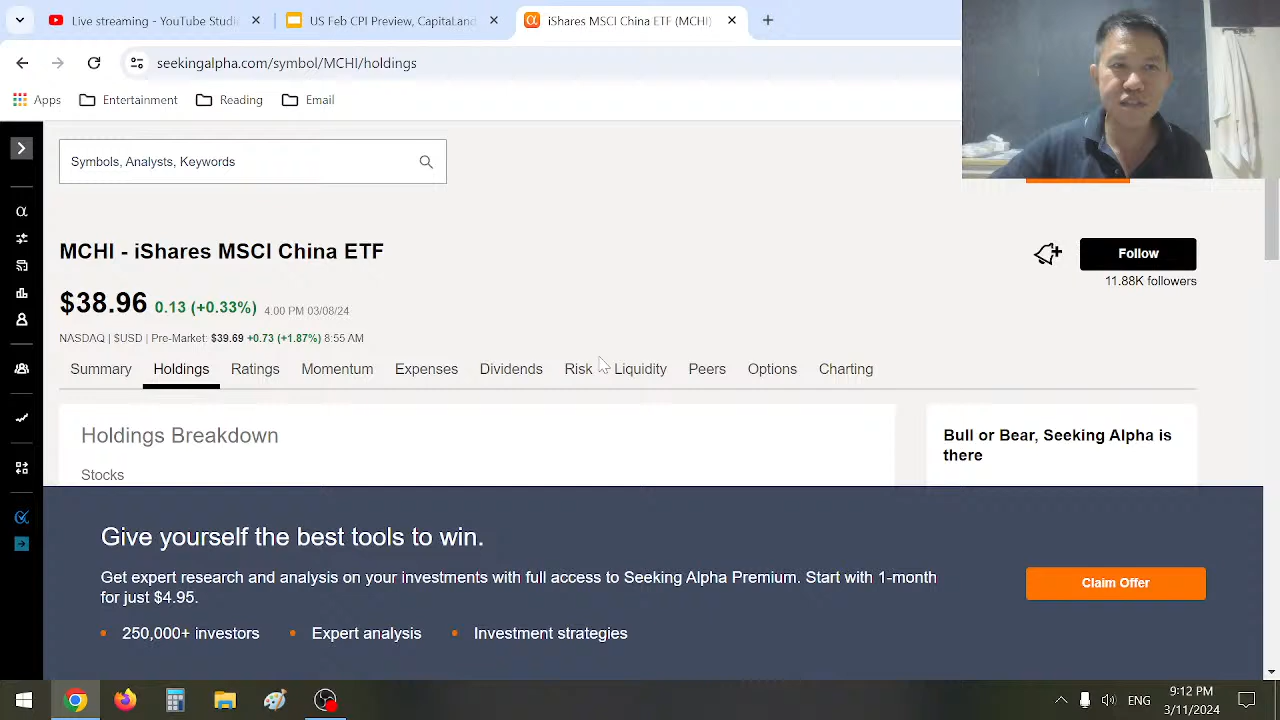 Live streaming - YouTube Studi
US Feb CPI Preview, CapitaLand
iShares MSCI China ETF (MCHI)
seekingalpha.com/symbol/MCHI/holdings
Apps
Entertainment
Reading
Email
Symbols, Analysts, Keywords
MCHI - iShares MSCI China ETF
Follow
11.88K followers
$38.96 0.13 (+0.33%) 4.00 PM 03/08/24
NASDAQ | $USD | Pre-Market: $39.69 +0.73 (+1.87%) 8:55 AM
Summary Holdings Ratings Momentum Expenses Dividends Risk Liquidity Peers Options Charting
Holdings Breakdown
Stocks
Bull or Bear, Seeking Alpha is
there
Give yourself the best tools to win.
Get expert research and analysis on your investments with full access to Seeking Alpha Premium. Start with 1-month
for just $4.95.
Claim Offer
250,000+ investors
Expert analysis
Investment strategies
ENG
9:12 PM
3/11/2024